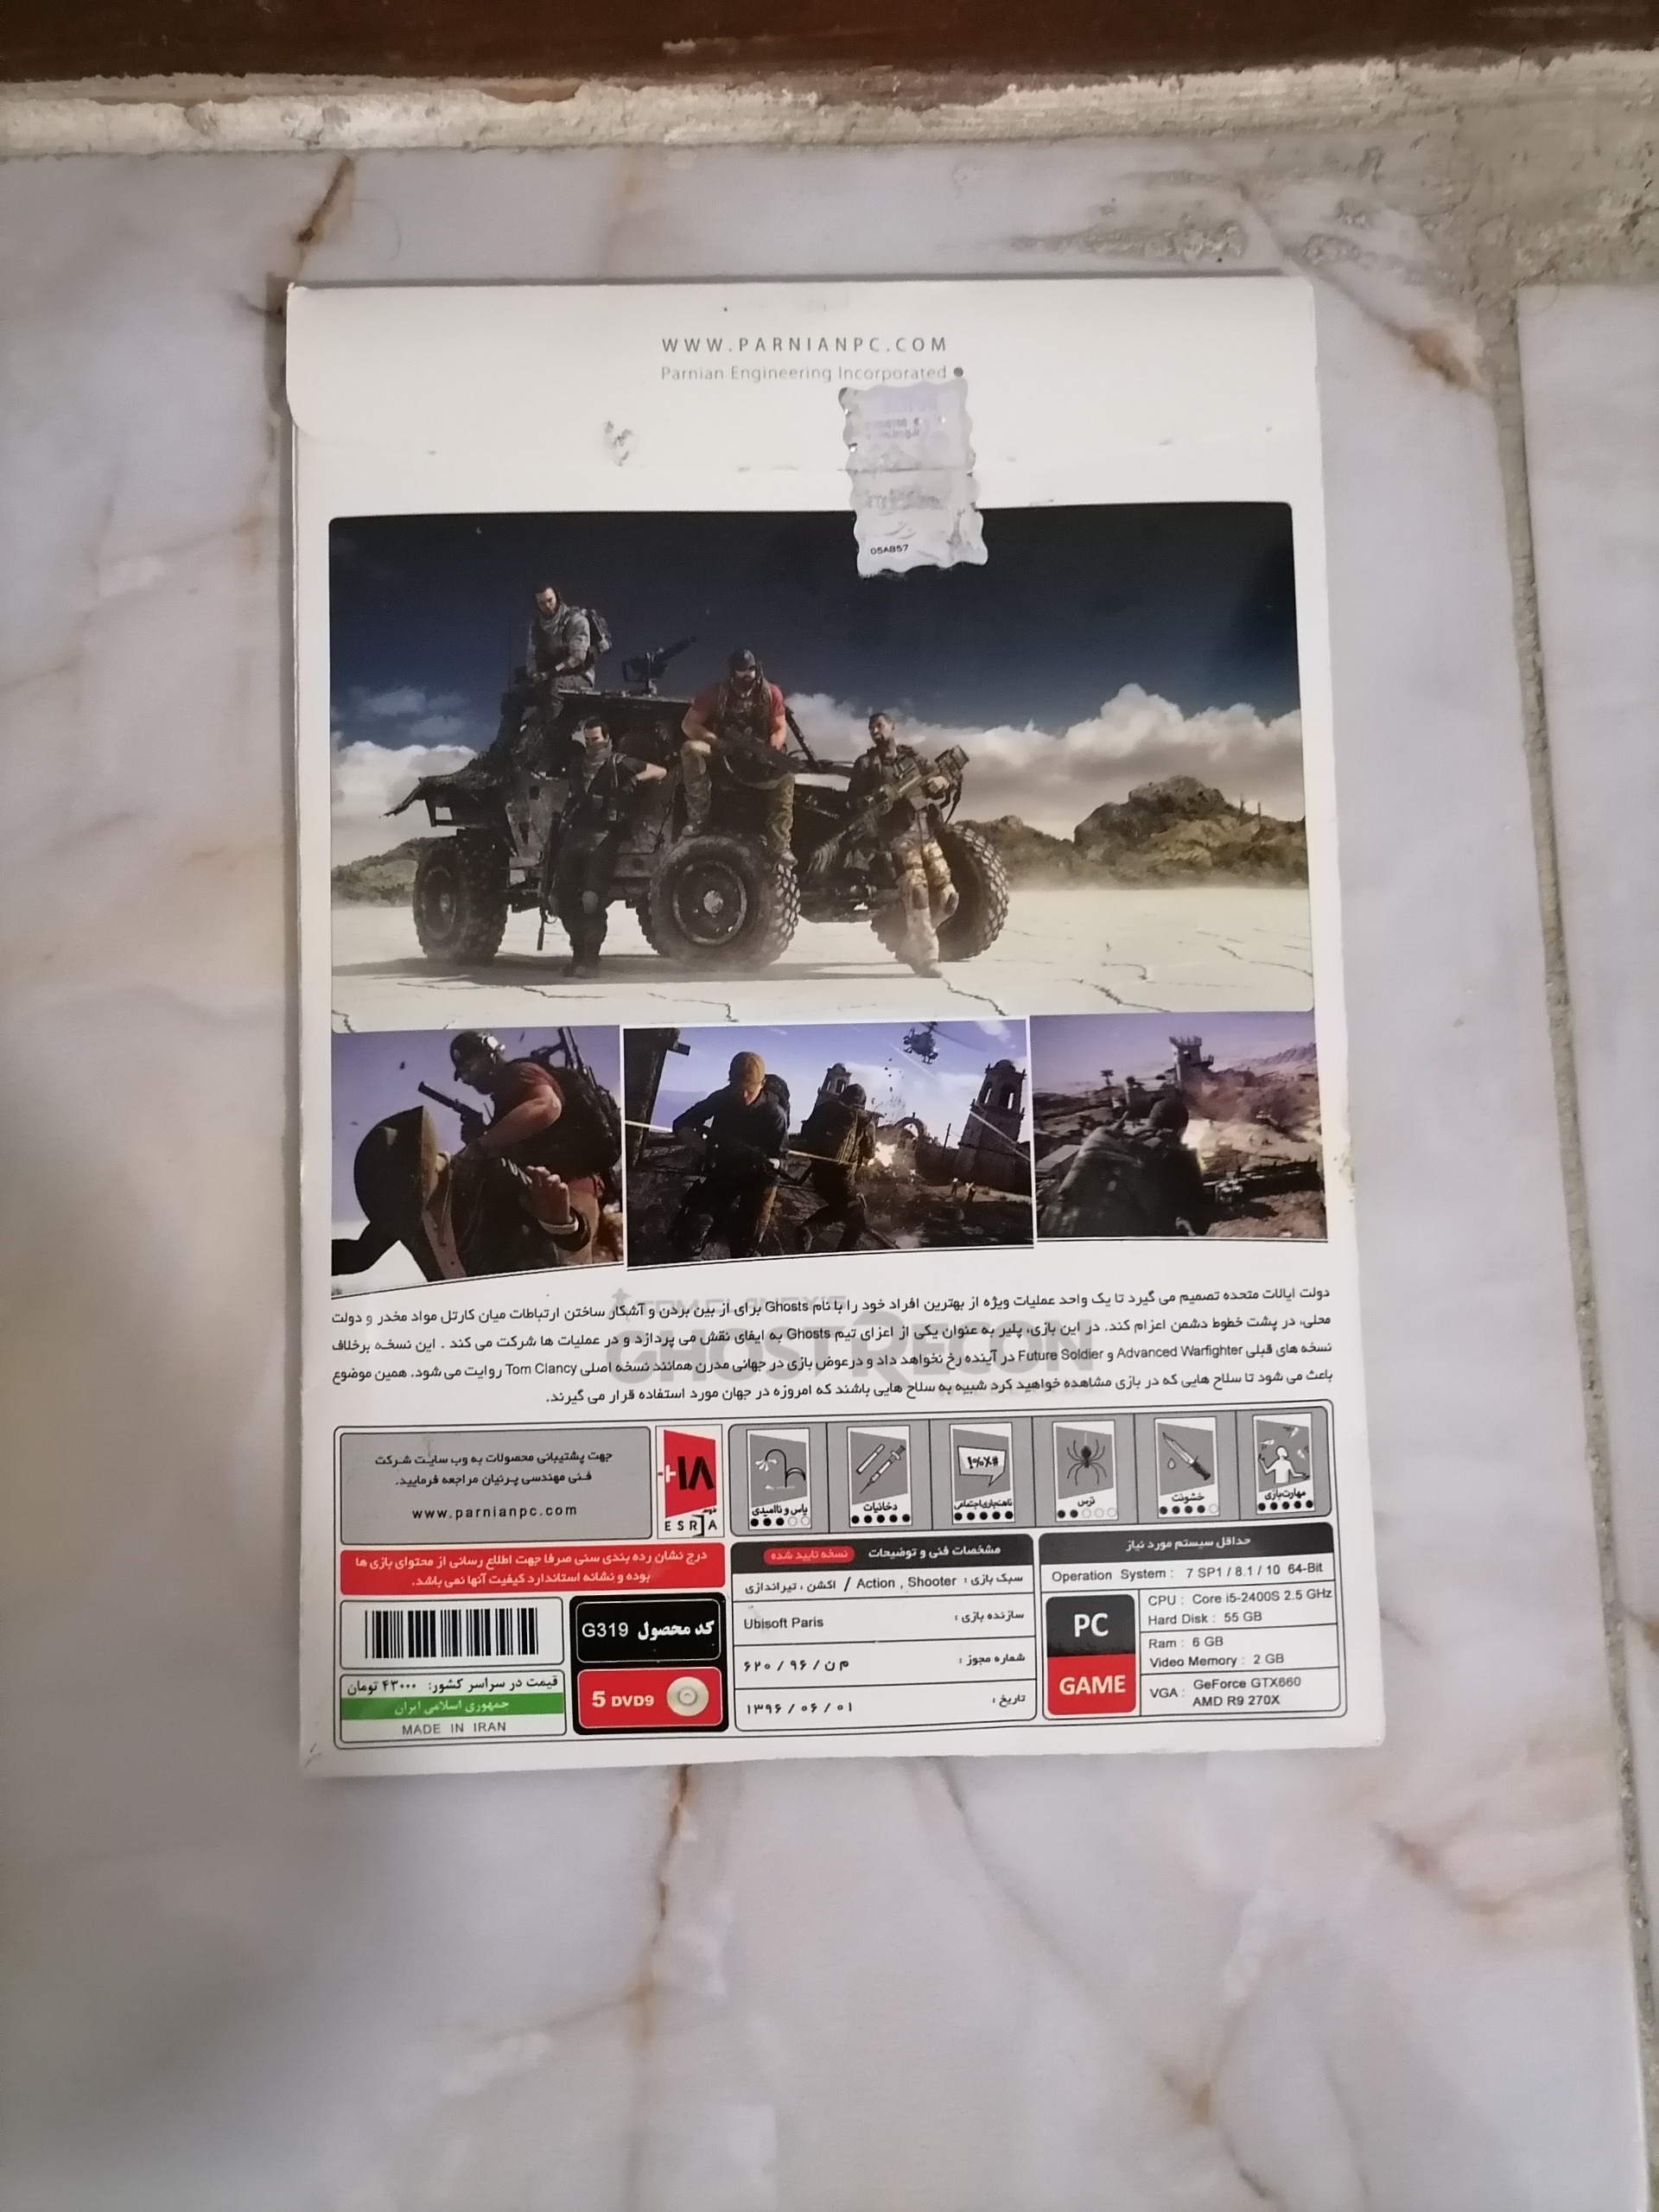 WWW.PARNIANPC.COM
Parnian Engineering Incorporated
05AB57
دولت ایالات متحده تصمیم می گیرد تا یک واحد عملیات ویژه از بهترین افراد خود را با نام Ghosts برای از بین بردن و آشکار ساختن ارتباطات میان کارتل مواد مخدر و دولت
محلی، در پشت خطوط دشمن اعزام کند. در این بازی، پلیر به عنوان یکی از اعزای تیم Ghosts به ایفای نقش می پردازد و در عملیات ها شرکت می کند . این نسخه برخلاف
نسخه های قبلی Advanced Warfighter و Future Soldier در آینده رخ نخواهد داد و درعوض بازی در جهانی مدرن همانند نسخه اصلی Tom Clancy روایت می شود. همین موضوع
باعث می شود تا سلاح هایی که در بازی مشاهده خواهید کرد شبیه به سلاح هایی باشند که امروزه در جهان مورد استفاده قرار می گیرند.
GHOST RECON
جهت پشتیبانی محصولات به وب سایت شرکت
فنی مهندسی پرنیان مراجعه فرمایید.
www.parnianpc.com
+۱۸
ESRA
!%X#
یاس و ناامیدی
دخانیات
ناهنجاری اجتماعی
ترس
خشونت
مهارت بازی
درج نشان رده بندی سنی صرفا جهت اطلاع رسانی از محتوای بازی ها
بوده و نشانه استاندارد کیفیت آنها نمی باشد.
کد محصول G319
5 DVD9
قیمت در سراسر کشور: ۴۳۰۰۰ تومان
جمهوری اسلامی ایران
MADE IN IRAN
مشخصات فنی و توضیحات نسخه تایید شده
سبک بازی : Action , Shooter / اکشن ، تیراندازی
سازنده بازی : Ubisoft Paris
شماره مجوز : م ن / ۹۶ / ۶۲۰
تاریخ : ۱۳۹۶ / ۰۶ / ۰۱
حداقل سیستم مورد نیاز
Operation System : 7 SP1 / 8.1 / 10 64-Bit
PC
GAME
CPU : Core i5-2400S 2.5 GHz
Hard Disk : 55 GB
Ram : 6 GB
Video Memory : 2 GB
VGA : GeForce GTX660
AMD R9 270X